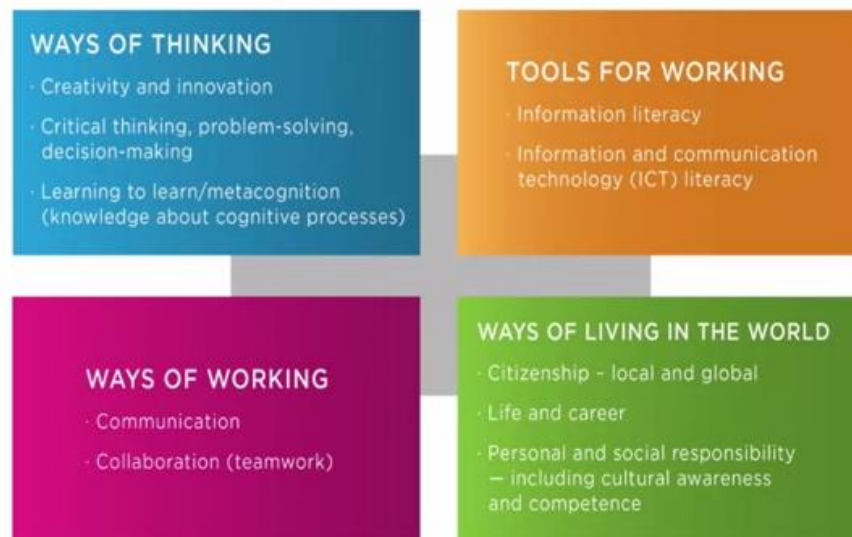 WAYS OF THINKING
· Creativity and innovation
· Critical thinking, problem-solving,
decision-making
· Learning to learn/metacognition
(knowledge about cognitive processes)
TOOLS FOR WORKING
· Information literacy
· Information and communication
technology (ICT) literacy
WAYS OF WORKING
· Communication
· Collaboration (teamwork)
WAYS OF LIVING IN THE WORLD
· Citizenship – local and global
· Life and career
· Personal and social responsibility
– including cultural awareness
and competence